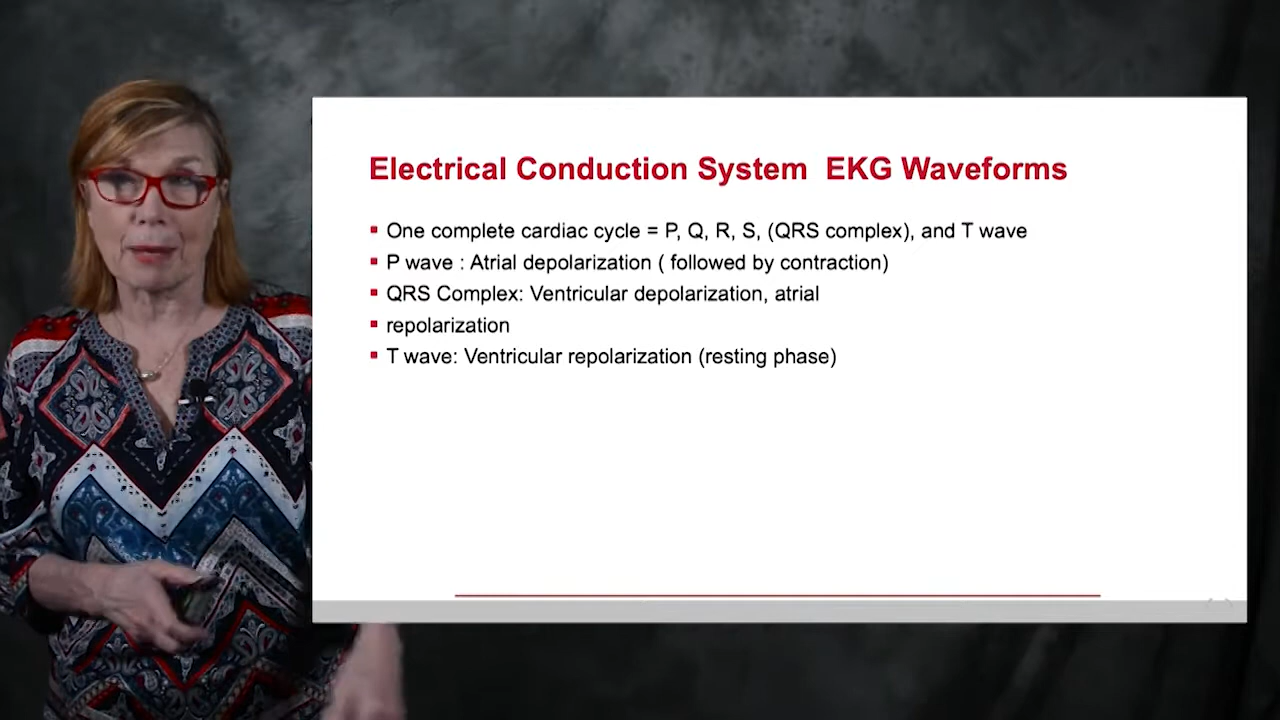 Electrical Conduction System EKG Waveforms
One complete cardiac cycle = P, Q, R, S, (QRS complex), and T wave
P wave : Atrial depolarization ( followed by contraction)
QRS Complex: Ventricular depolarization, atrial
repolarization
T wave: Ventricular repolarization (resting phase)